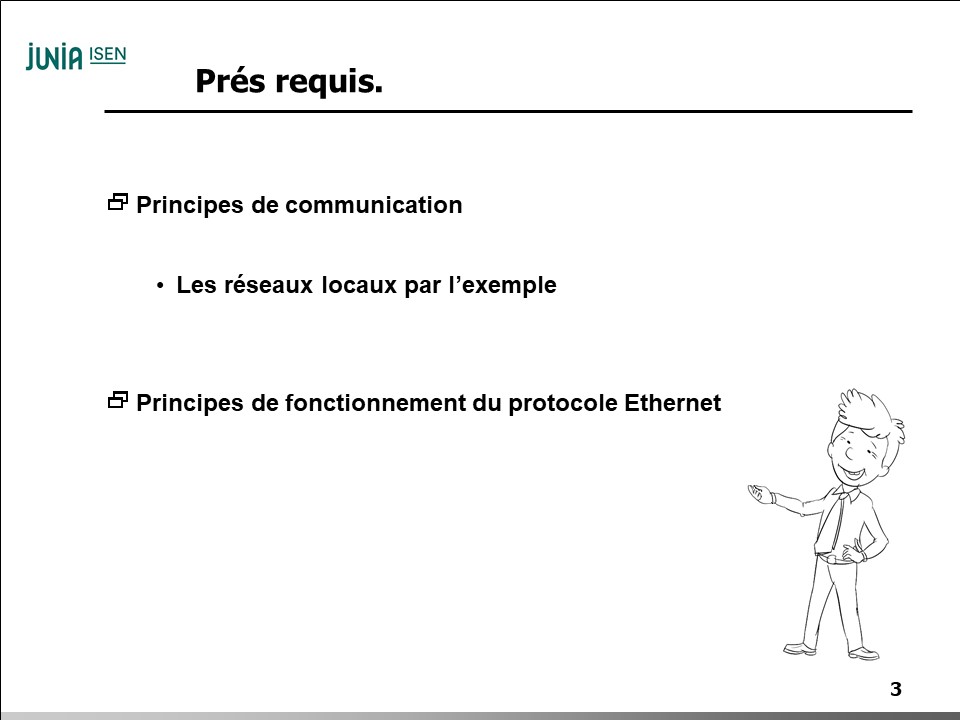 JUNIA ISEN
Prés requis.
Principes de communication
• Les réseaux locaux par l’exemple
Principes de fonctionnement du protocole Ethernet
3